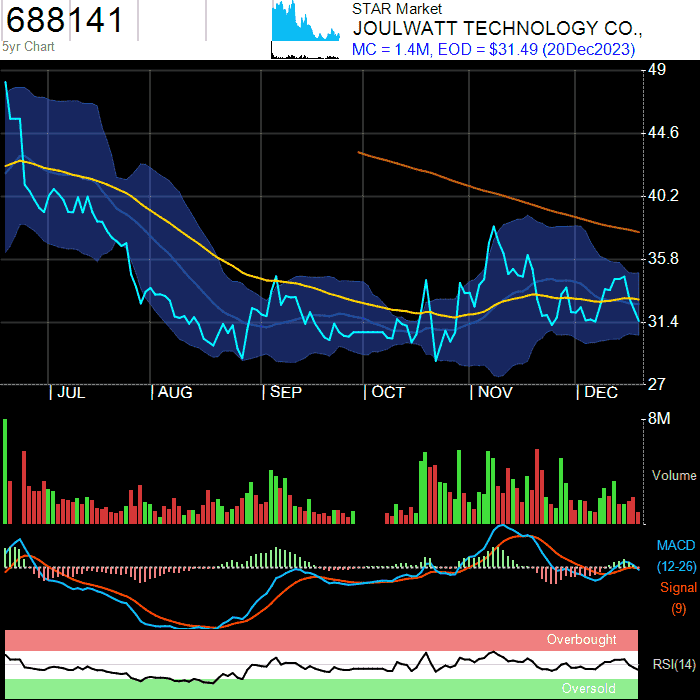 688141
5yr Chart
STAR Market
JOULWATT TECHNOLOGY CO.,
MC = 1.4M, EOD = $31.49 (20Dec2023)
49
44.6
40.2
35.8
31.4
27
JUL AUG SEP OCT NOV DEC
8M
Volume
MACD
(12-26)
Signal
(9)
Overbought
RSI(14)
Oversold